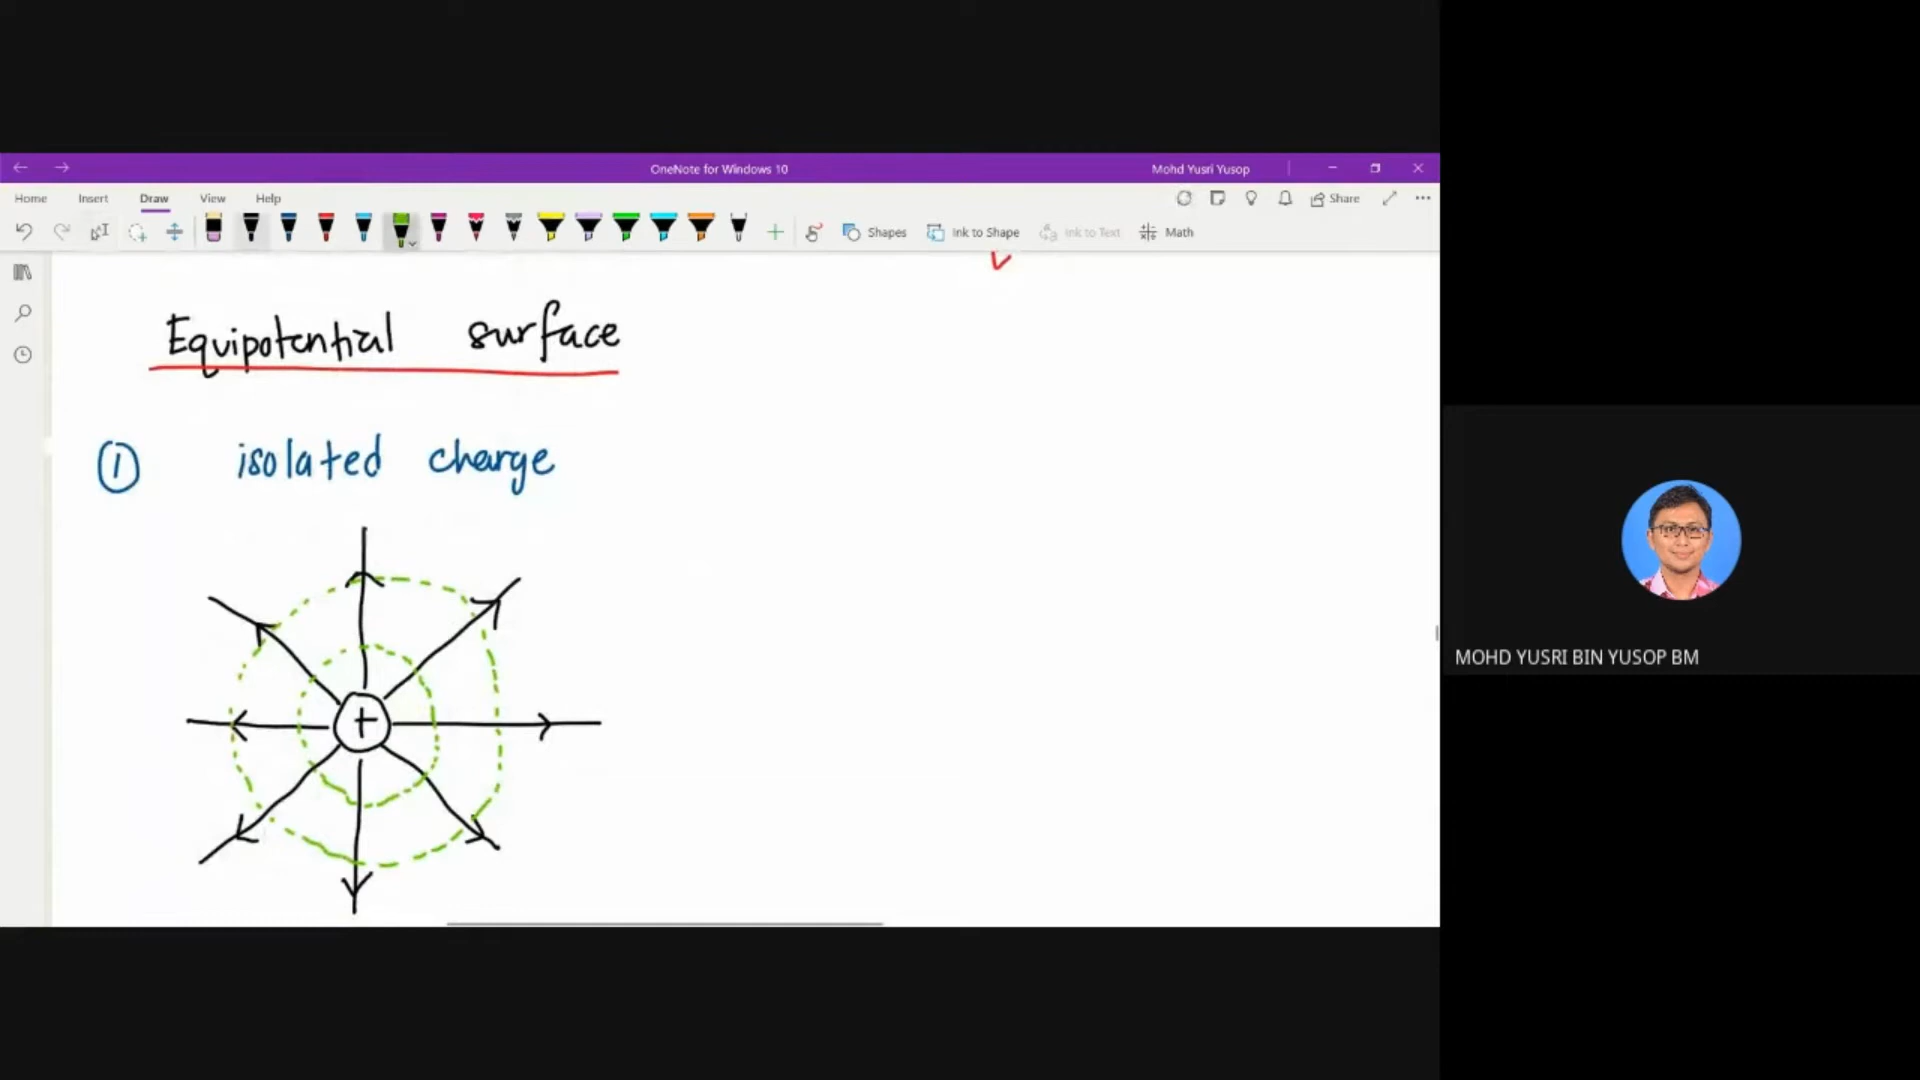 OneNote for Windows 10
Mohd Yusri Yusop
Home Insert Draw View Help
Share
Shapes Ink to Shape Ink to Text Math
Equipotential surface
① isolated charge
+
MOHD YUSRI BIN YUSOP BM